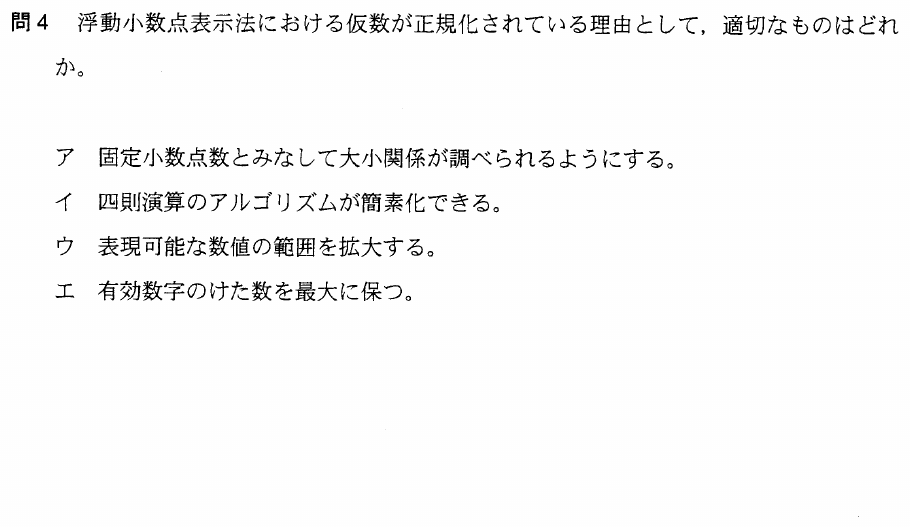 問4 浮動小数点表示法における仮数が正規化されている理由として，適切なものはどれ
か。
ア 固定小数点数とみなして大小関係が調べられるようにする。
イ 四則演算のアルゴリズムが簡素化できる。
ウ 表現可能な数値の範囲を拡大する。
エ 有効数字のけた数を最大に保つ。